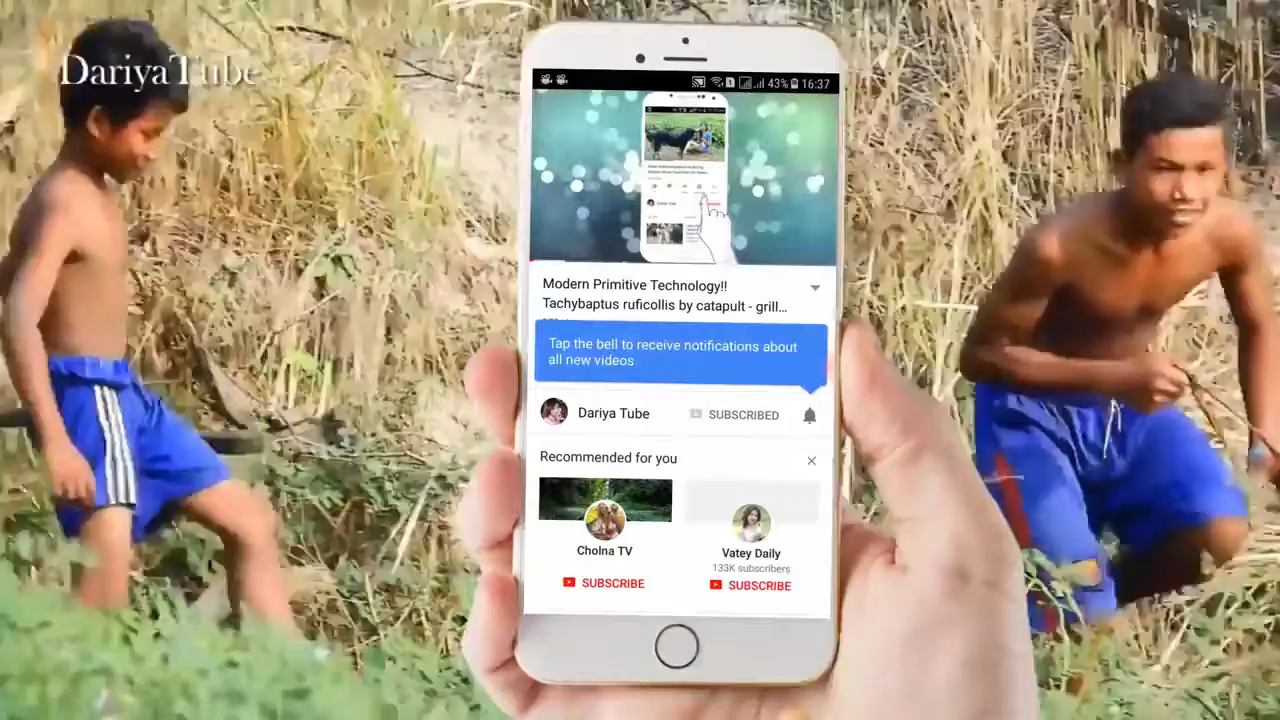 DariyaTube
43% 16:37
Modern Primitive Technology!!
Tachybaptus ruficollis by catapult - grill...
Tap the bell to receive notifications about
all new videos
Dariya Tube
SUBSCRIBED
Recommended for you
Cholna TV
SUBSCRIBE
Vatey Daily
133K subscribers
SUBSCRIBE